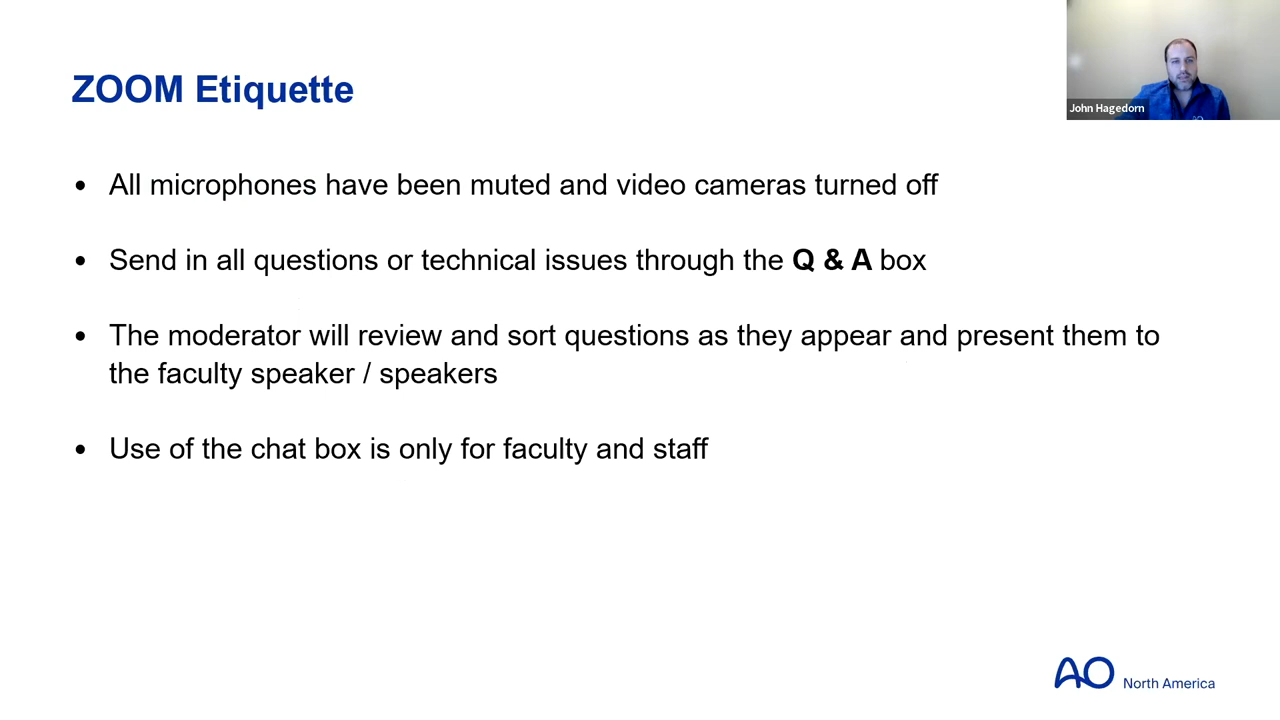 ZOOM Etiquette
John Hagedorn
• All microphones have been muted and video cameras turned off
• Send in all questions or technical issues through the Q & A box
• The moderator will review and sort questions as they appear and present them to
the faculty speaker / speakers
• Use of the chat box is only for faculty and staff
AO North America